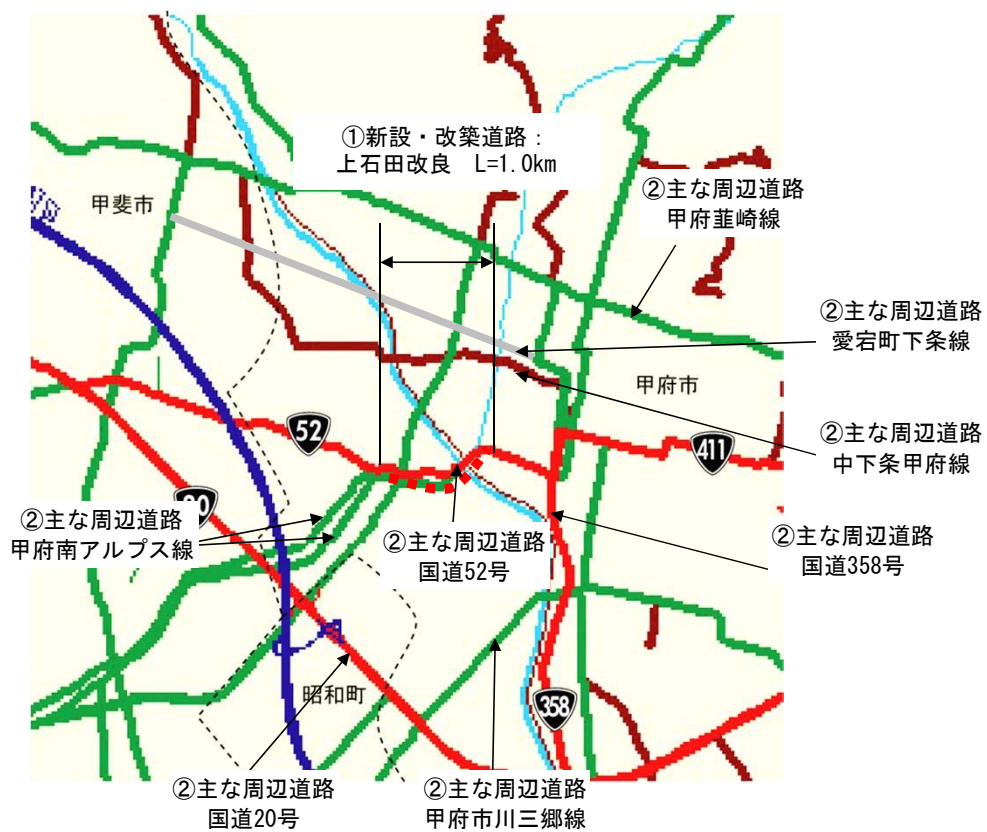 ①新設・改築道路：
上石田改良 L=1.0km
甲斐市
②主な周辺道路
甲府韮崎線
②主な周辺道路
愛宕町下条線
甲府市
②主な周辺道路
中下条甲府線
52
411
20
②主な周辺道路
甲府南アルプス線
②主な周辺道路
国道52号
②主な周辺道路
国道358号
昭和町
358
②主な周辺道路
国道20号
②主な周辺道路
甲府市川三郷線